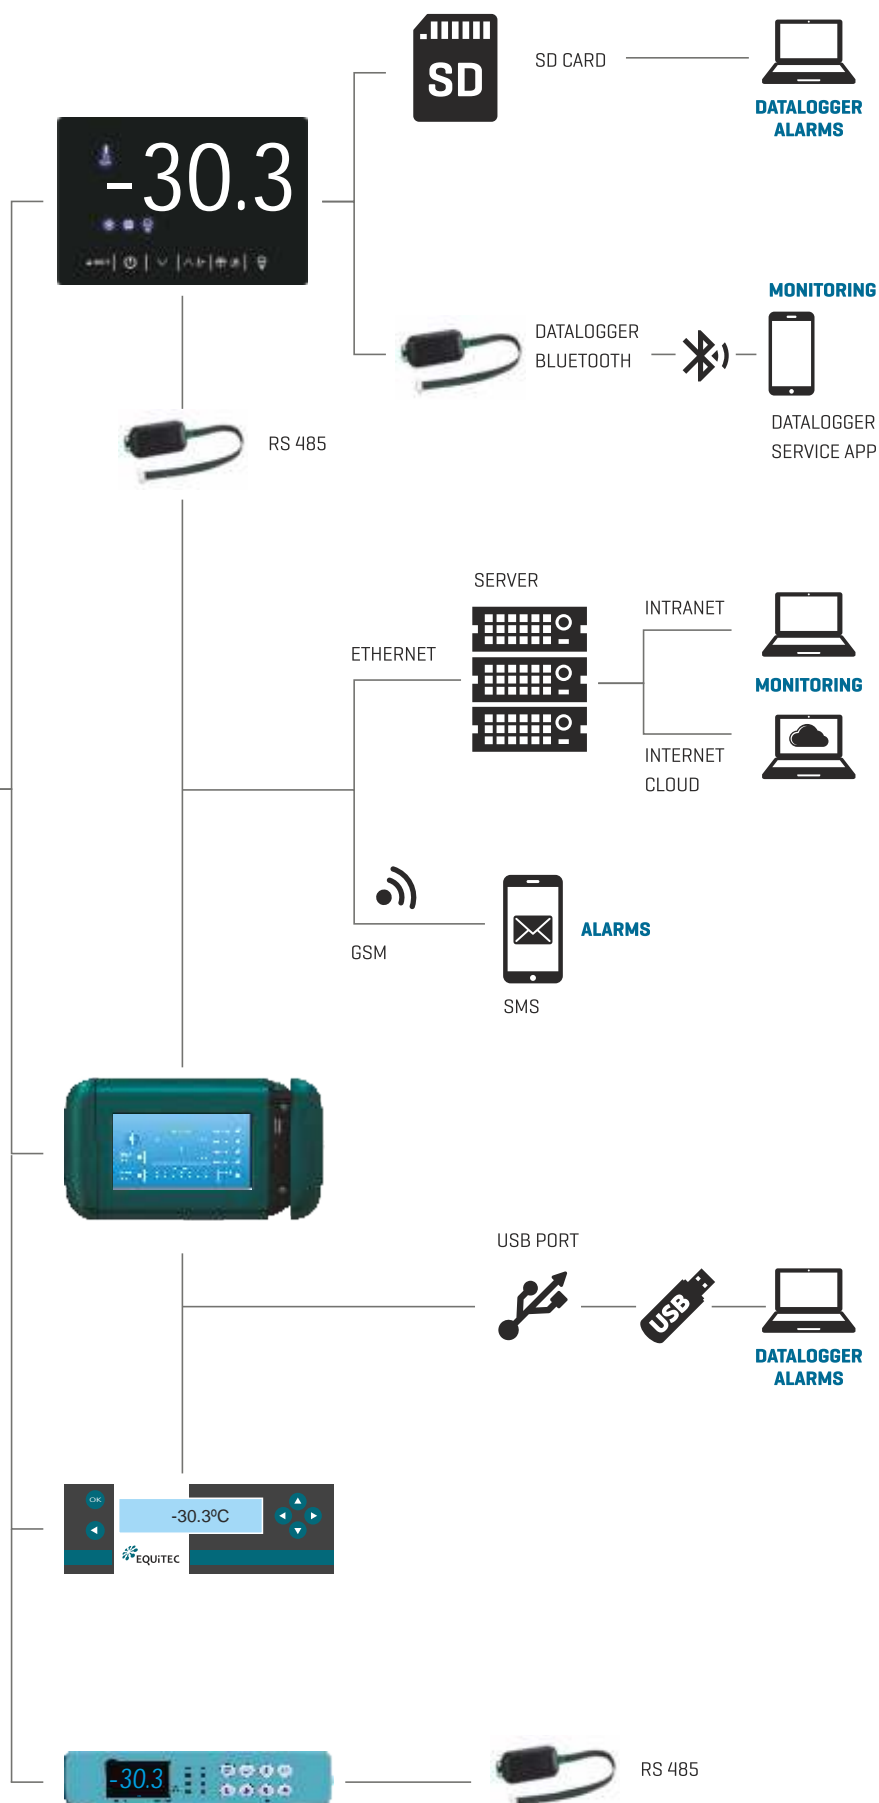 SD
SD CARD
DATALOGGER
ALARMS
-30.3
MONITORING
DATALOGGER
BLUETOOTH
DATALOGGER
SERVICE APP
RS 485
SERVER
INTRANET
ETHERNET
MONITORING
INTERNET
CLOUD
GSM
ALARMS
SMS
USB PORT
USB
DATALOGGER
ALARMS
OK
-30.3ºC
EQUiTEC
-30.3
RS 485